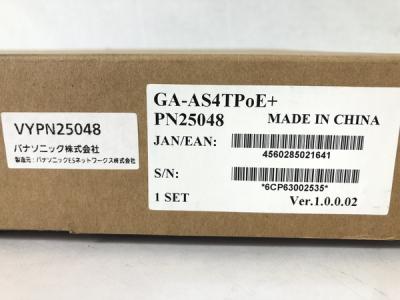 VYPN25048
パナソニック株式会社
製造元：パナソニックESネットワークス株式会社
GA-AS4TPoE+
PN25048 MADE IN CHINA
JAN/EAN:
4560285021641
S/N:
*6CP63002535*
1 SET Ver.1.0.0.02